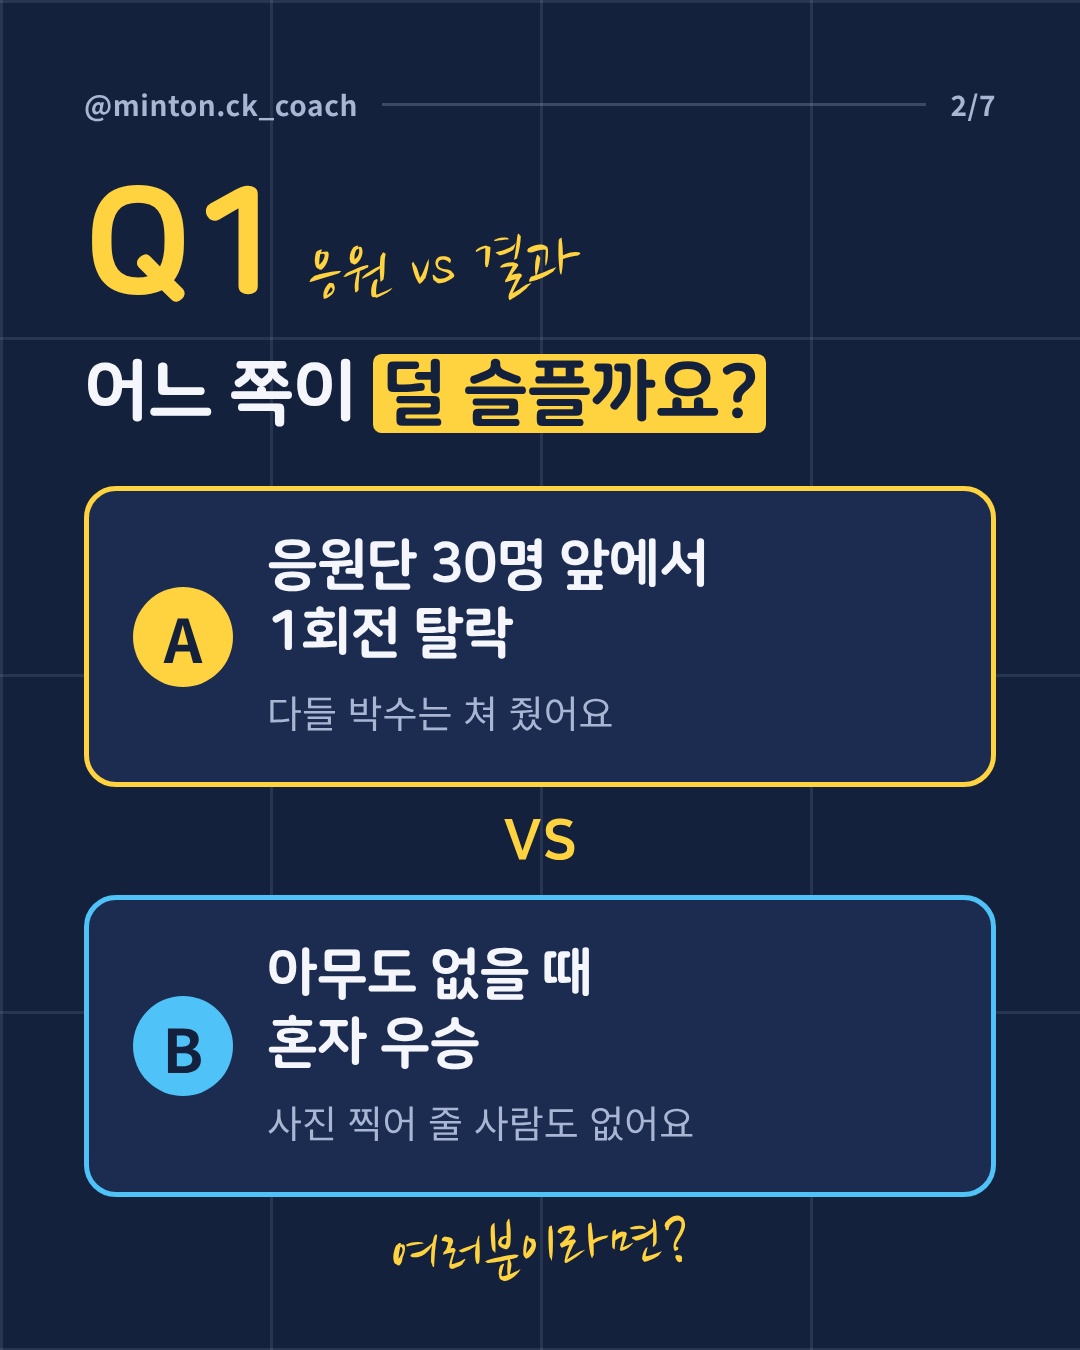 @minton.ck_coach 2/7
Q1 응원 vs 결과
어느 쪽이 덜 슬플까요?
응원단 30명 앞에서
A
1회전 탈락
다들 박수는 쳐 줬어요
VS
아무도 없을 때
B
혼자 우승
사진 찍어 줄 사람도 없어요
여러분이라면?